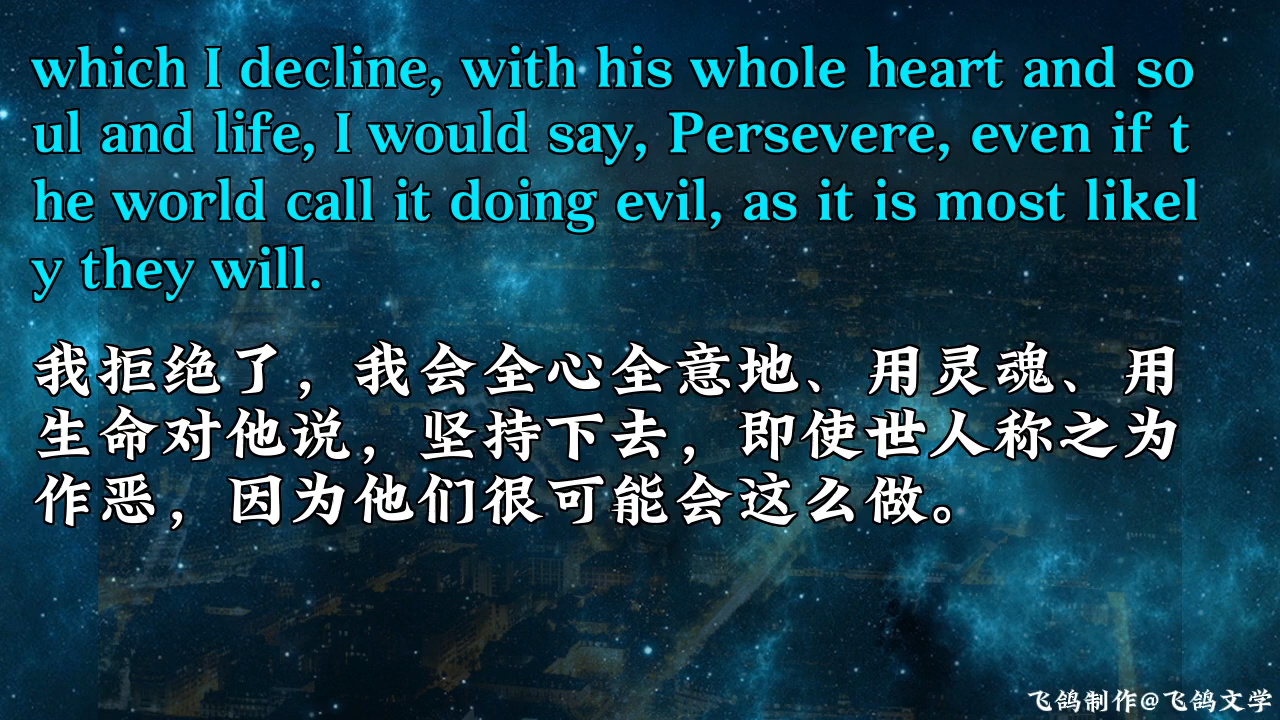 which I decline, with his whole heart and so
ul and life, I would say, Persevere, even if t
he world call it doing evil, as it is most likel
y they will.
我拒绝了，我会全心全意地、用灵魂、用
生命对他说，坚持下去，即使世人称之为
作恶，因为他们很可能会这么做。
飞鸽制作@飞鸽文学